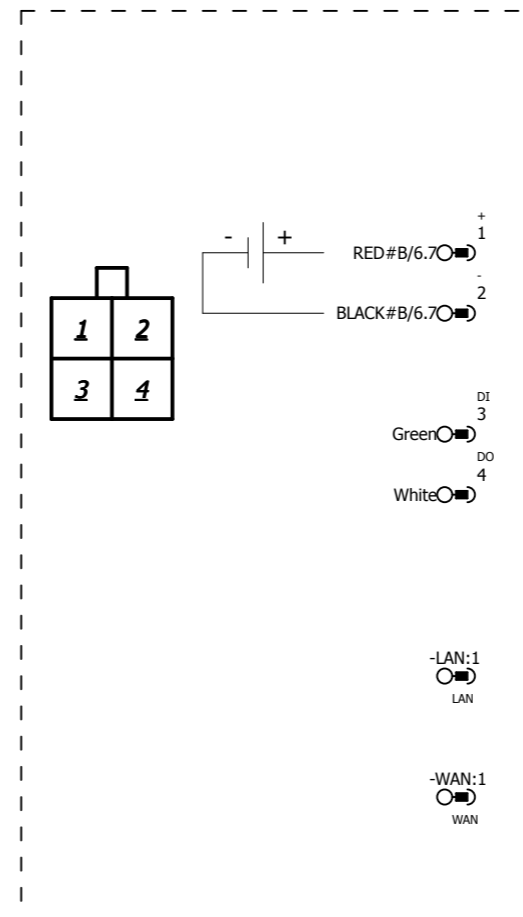 +
1
- +
RED#B/6.7
-
2
BLACK#B/6.7
1 2
3 4
DI
3
Green
DO
4
White
-LAN:1
LAN
-WAN:1
WAN